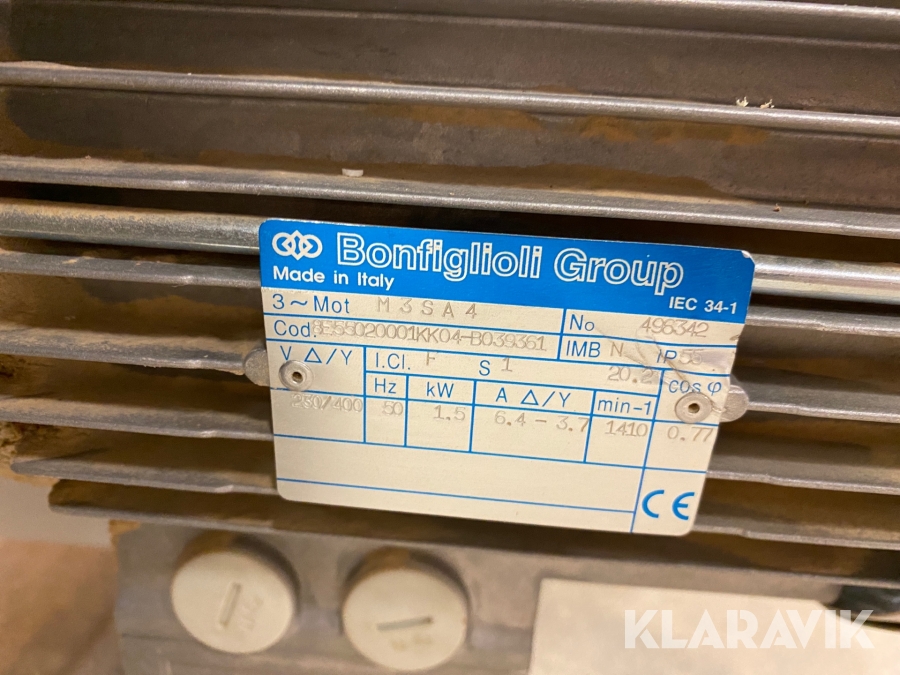 Bonfiglioli Group
Made in Italy
IEC 34-1
3~Mot M3SA4
No 496342
Cod.
IMB
V Δ/Y
I.Cl. F S1
cos φ
Hz kW A Δ/Y min-1
230/400 50 1.5 6.4 - 3.7 1410 0.77
CE
KLARAVIK